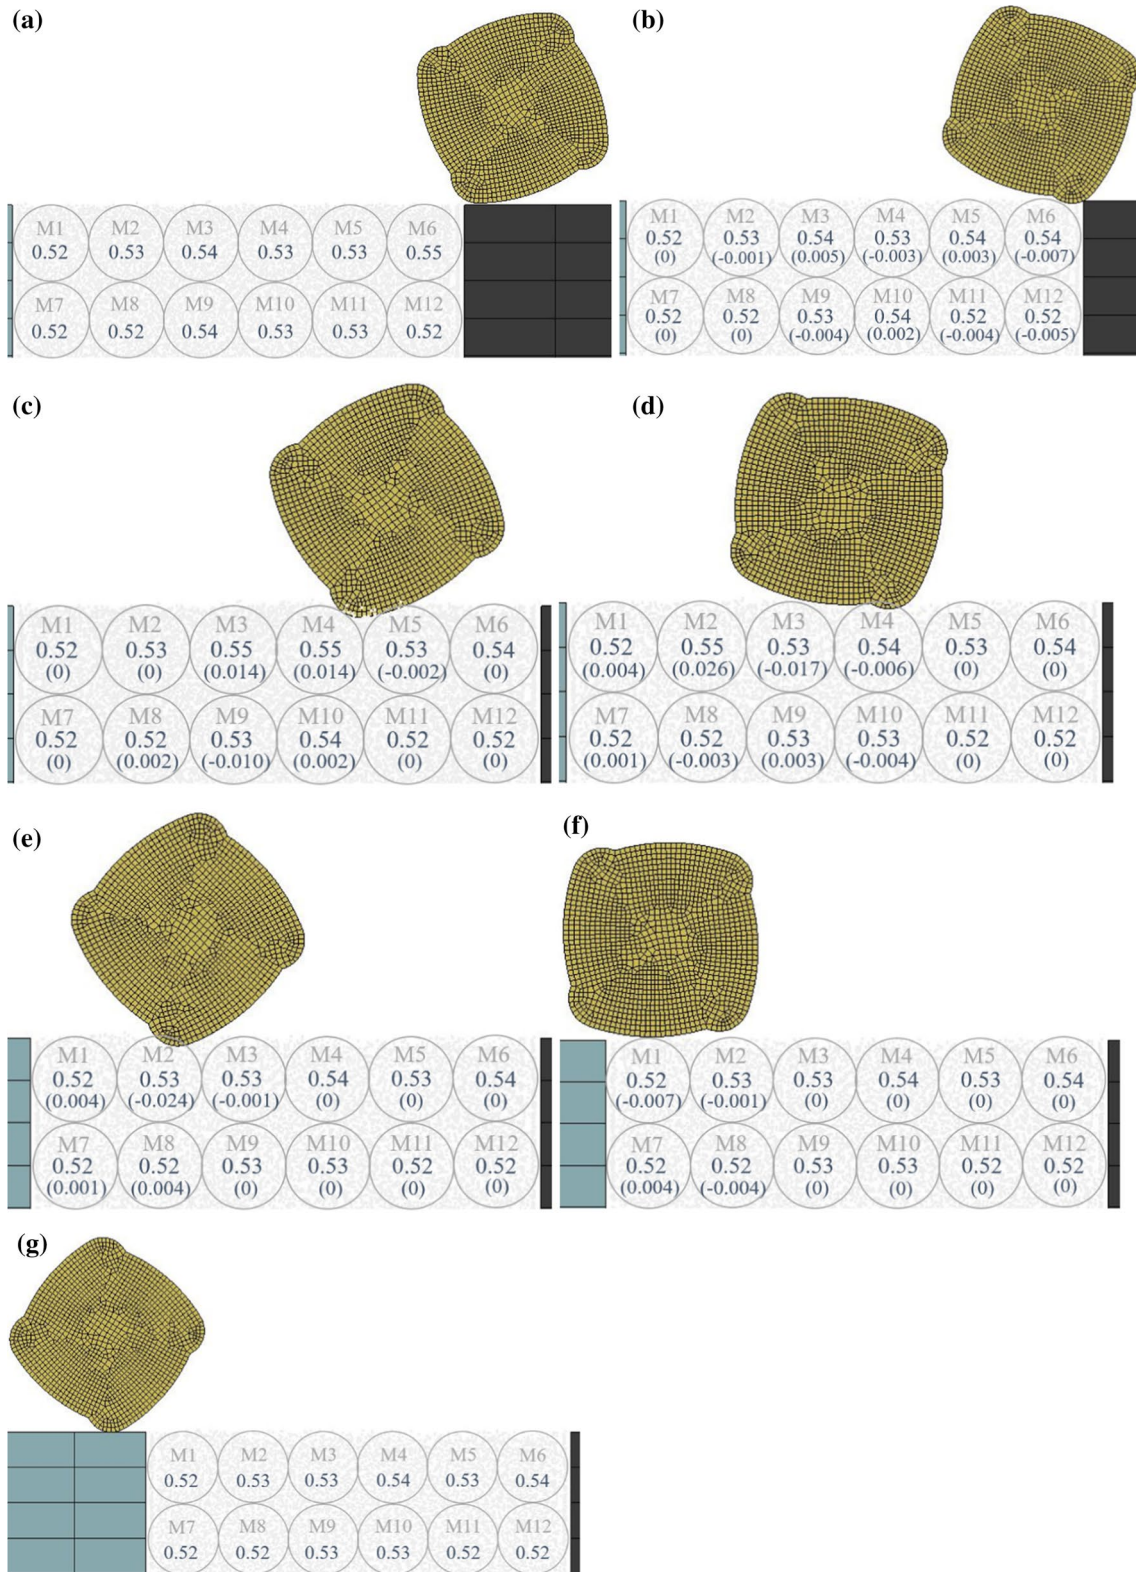 (a)
M1 M2 M3 M4 M5 M6
0.52 0.53 0.54 0.53 0.53 0.55
M7 M8 M9 M10 M11 M12
0.52 0.52 0.54 0.53 0.53 0.52
(b)
M1 M2 M3 M4 M5 M6
0.52 0.53 0.54 0.53 0.54 0.54
(0) (-0.001) (0.005) (-0.003) (0.003) (-0.007)
M7 M8 M9 M10 M11 M12
0.52 0.52 0.53 0.54 0.52 0.52
(0) (0) (-0.004) (0.002) (-0.004) (-0.005)
(c)
M1 M2 M3 M4 M5 M6
0.52 0.53 0.55 0.55 0.53 0.54
(0) (0) (0.014) (0.014) (-0.002) (0)
M7 M8 M9 M10 M11 M12
0.52 0.52 0.53 0.54 0.52 0.52
(0) (0.002) (-0.010) (0.002) (0) (0)
(d)
M1 M2 M3 M4 M5 M6
0.52 0.55 0.53 0.54 0.53 0.54
(0.004) (0.026) (-0.017) (-0.006) (0) (0)
M7 M8 M9 M10 M11 M12
0.52 0.52 0.53 0.53 0.52 0.52
(0.001) (-0.003) (0.003) (-0.004) (0) (0)
(e)
M1 M2 M3 M4 M5 M6
0.52 0.53 0.53 0.54 0.53 0.54
(0.004) (-0.024) (-0.001) (0) (0) (0)
M7 M8 M9 M10 M11 M12
0.52 0.52 0.53 0.53 0.52 0.52
(0.001) (0.004) (0) (0) (0) (0)
(f)
M1 M2 M3 M4 M5 M6
0.52 0.53 0.53 0.54 0.53 0.54
(-0.007) (-0.001) (0) (0) (0) (0)
M7 M8 M9 M10 M11 M12
0.52 0.52 0.53 0.53 0.52 0.52
(0.004) (-0.004) (0) (0) (0) (0)
(g)
M1 M2 M3 M4 M5 M6
0.52 0.53 0.53 0.54 0.53 0.54
M7 M8 M9 M10 M11 M12
0.52 0.52 0.53 0.53 0.52 0.52